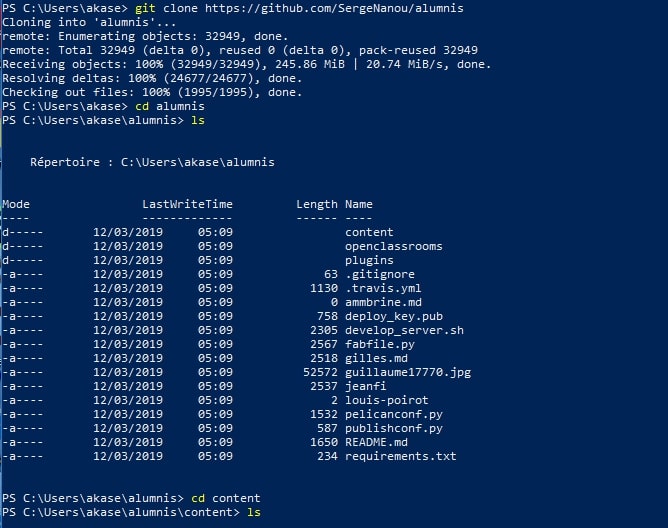 PS C:\Users\akase> git clone https://github.com/SergeNanou/alumnis
Cloning into 'alumnis'...
remote: Enumerating objects: 32949, done.
remote: Total 32949 (delta 0), reused 0 (delta 0), pack-reused 32949
Receiving objects: 100% (32949/32949), 245.86 MiB | 20.74 MiB/s, done.
Resolving deltas: 100% (24677/24677), done.
Checking out files: 100% (1995/1995), done.
PS C:\Users\akase> cd alumnis
PS C:\Users\akase\alumnis> ls
Répertoire : C:\Users\akase\alumnis
Mode LastWriteTime Length Name
---- ------------- ------ ----
d----- 12/03/2019 05:09 content
d----- 12/03/2019 05:09 openclassrooms
d----- 12/03/2019 05:09 plugins
-a---- 12/03/2019 05:09 63 .gitignore
-a---- 12/03/2019 05:09 1130 .travis.yml
-a---- 12/03/2019 05:09 0 ammbrine.md
-a---- 12/03/2019 05:09 758 deploy_key.pub
-a---- 12/03/2019 05:09 2305 develop_server.sh
-a---- 12/03/2019 05:09 2567 fabfile.py
-a---- 12/03/2019 05:09 2518 gilles.md
-a---- 12/03/2019 05:09 52572 guillaume17770.jpg
-a---- 12/03/2019 05:09 2537 jeanfi
-a---- 12/03/2019 05:09 2 louis-poirot
-a---- 12/03/2019 05:09 1532 pelicanconf.py
-a---- 12/03/2019 05:09 587 publishconf.py
-a---- 12/03/2019 05:09 1650 README.md
-a---- 12/03/2019 05:09 234 requirements.txt
PS C:\Users\akase\alumnis> cd content
PS C:\Users\akase\alumnis\content> ls